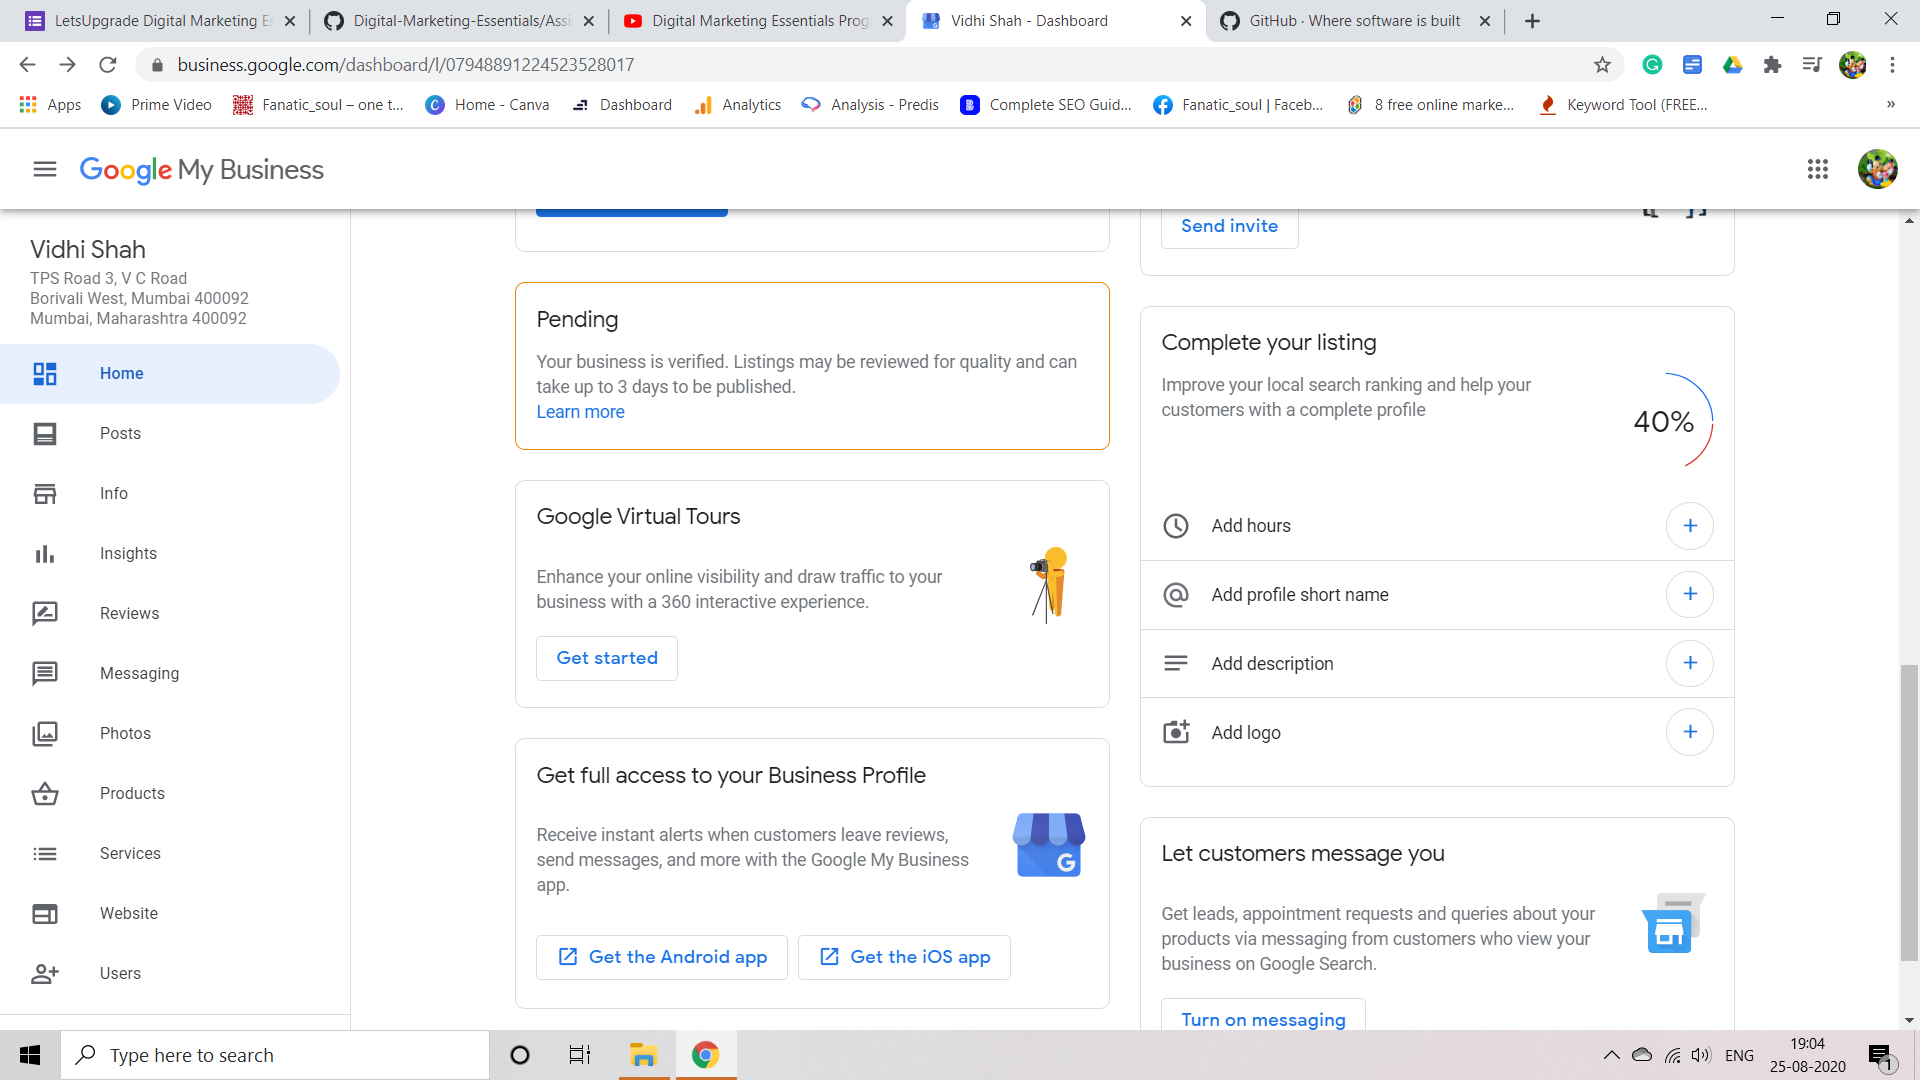 LetsUpgrade Digital Marketing Es
Digital-Marketing-Essentials/Assi
Digital Marketing Essentials Prog
Vidhi Shah - Dashboard
GitHub · Where software is built
business.google.com/dashboard/l/07948891224523528017
Apps
Prime Video
Fanatic_soul – one t...
Home - Canva
Dashboard
Analytics
Analysis - Predis
Complete SEO Guid...
Fanatic_soul | Faceb...
8 free online marke...
Keyword Tool (FREE...
»
Google My Business
Vidhi Shah
TPS Road 3, V C Road
Borivali West, Mumbai 400092
Mumbai, Maharashtra 400092
Home
Posts
Info
Insights
Reviews
Messaging
Photos
Products
Services
Website
Users
Pending
Your business is verified. Listings may be reviewed for quality and can
take up to 3 days to be published.
Learn more
Google Virtual Tours
Enhance your online visibility and draw traffic to your
business with a 360 interactive experience.
Get started
Get full access to your Business Profile
Receive instant alerts when customers leave reviews,
send messages, and more with the Google My Business
app.
Get the Android app
Get the iOS app
Send invite
Complete your listing
Improve your local search ranking and help your
customers with a complete profile
40%
Add hours
Add profile short name
Add description
Add logo
Let customers message you
Get leads, appointment requests and queries about your
products via messaging from customers who view your
business on Google Search.
Turn on messaging
Type here to search
ENG
19:04
25-08-2020
1